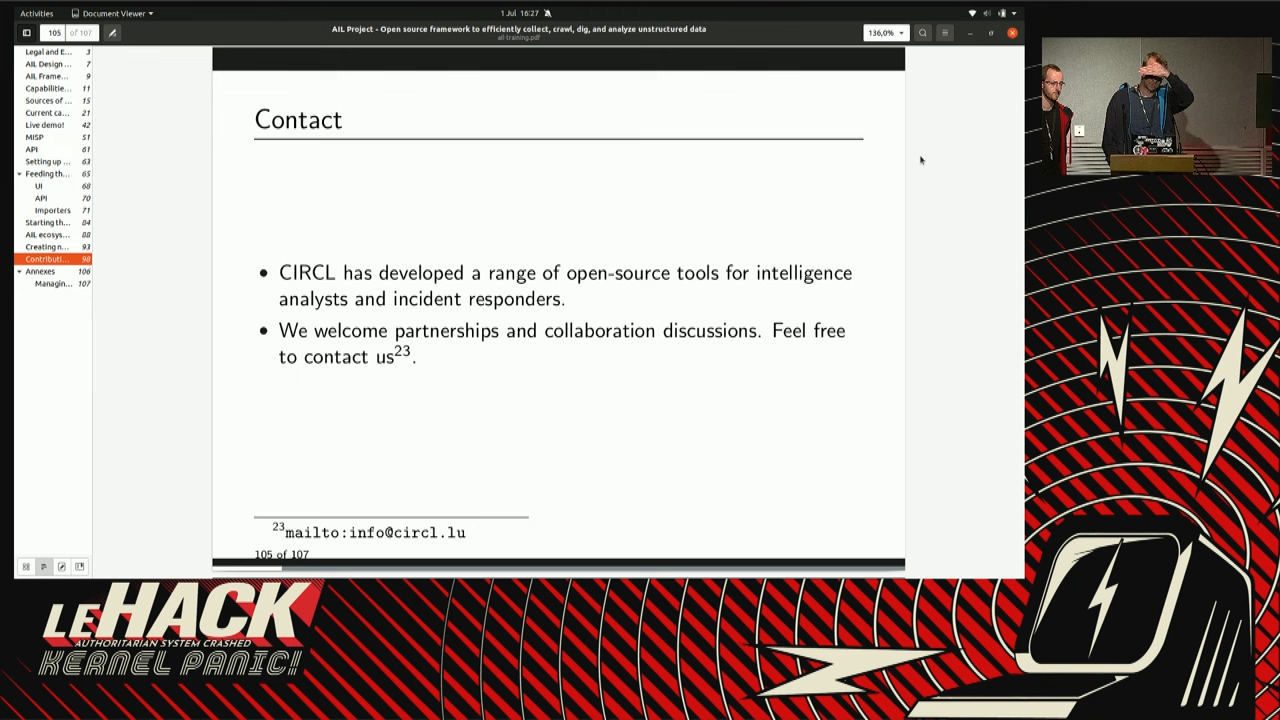 Activities
Document Viewer
1 Jul 16:27
105
of 107
AIL Project - Open source framework to efficiently collect, crawl, dig, and analyze unstructured data
ail-training.pdf
136,0%
Legal and E... 3
AIL Design ... 7
AIL Frame... 9
Capabilitie... 11
Sources of ... 15
Current ca... 21
Live demo! 42
MISP 51
API 61
Setting up ... 63
Feeding th... 65
UI 68
API 70
Importers 71
Starting th... 84
AIL ecosys... 88
Creating n... 93
Contributi... 98
Annexes 106
Managin... 107
Contact
• CIRCL has developed a range of open-source tools for intelligence
analysts and incident responders.
• We welcome partnerships and collaboration discussions. Feel free
to contact us23.
23mailto:info@circl.lu
105 of 107
LEHACK
AUTHORITARIAN SYSTEM CRASHED
KERNEL PANIC!